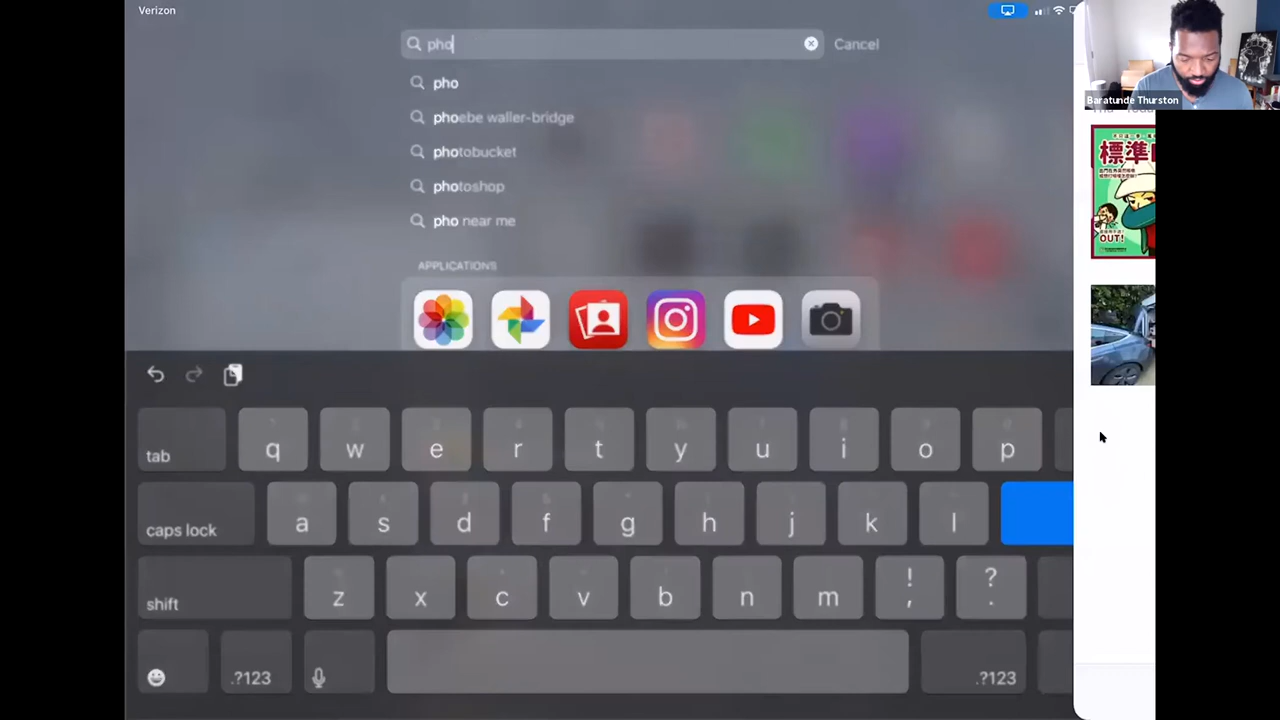 Verizon
pho
Cancel
Baratunde Thurston
pho
phoebe waller-bridge
photobucket
photoshop
pho near me
APPLICATIONS
標準
OUT!
tab
q w e r t y u i o p
caps lock
a s d f g h j k l
shift
z x c v b n m ! , ? .
.?123
.?123